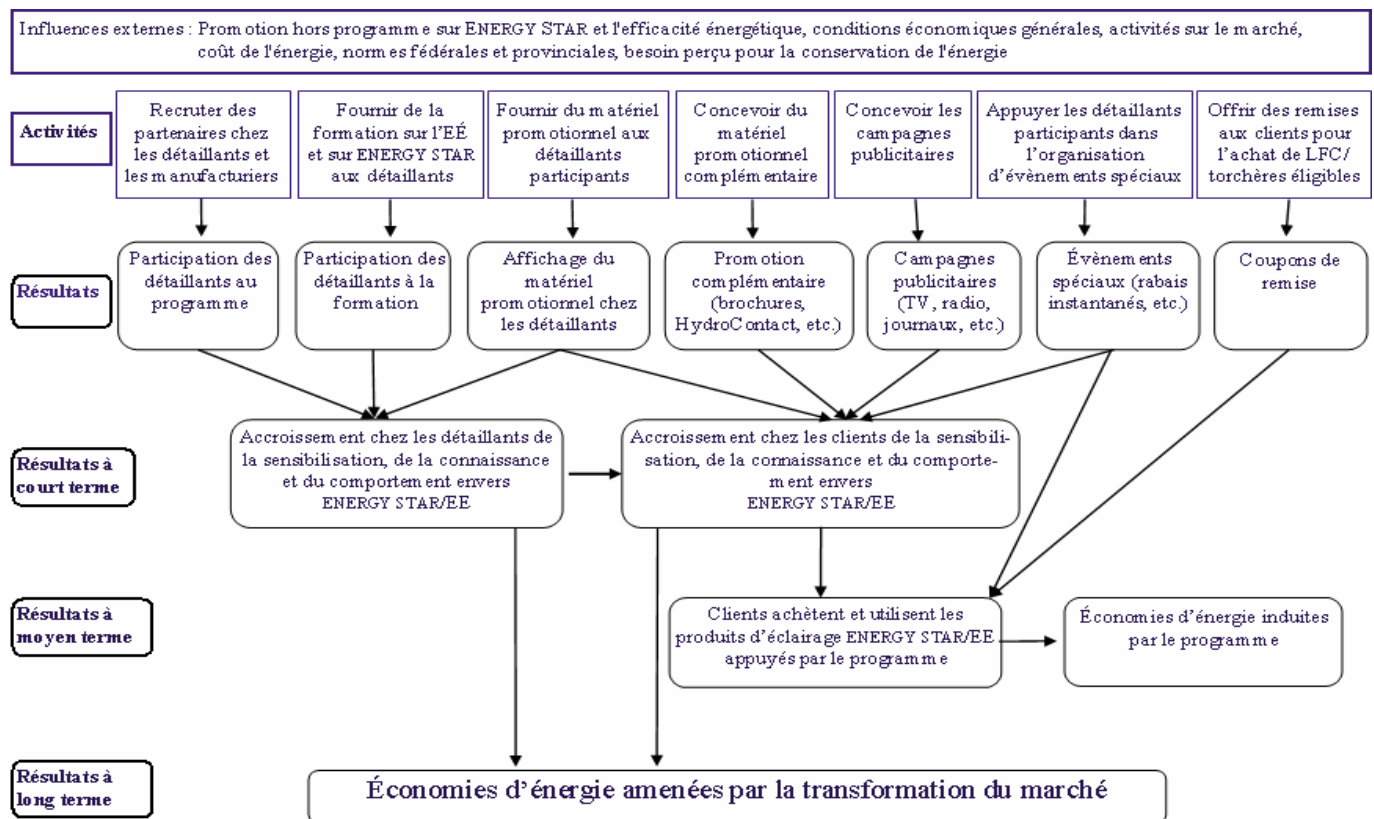 Influences externes : Promotion hors programme sur ENERGY STAR et l'efficacité énergétique, conditions économiques générales, activités sur le marché,
coût de l'énergie, normes fédérales et provinciales, besoin perçu pour la conservation de l'énergie
Activités
Recruter des
partenaires chez
les détaillants et
les manufacturiers
Fournir de la
formation sur l'EÉ
et sur ENERGY STAR
aux détaillants
Fournir du matériel
promotionnel aux
détaillants
participants
Concevoir du
matériel
promotionnel
complémentaire
Concevoir les
campagnes
publicitaires
Appuyer les détaillants
participants dans
l'organisation
d'évènements spéciaux
Offrir des remises
aux clients pour
l'achat de LFC/
torchères éligibles
Résultats
Participation des
détaillants au
programme
Participation des
détaillants à la
formation
Affichage du
matériel
promotionnel chez
les détaillants
Promotion
complémentaire
(brochures,
HydroContact, etc.)
Campagnes
publicitaires
(TV, radio,
journaux, etc.)
Évènements
spéciaux (rabais
instantanés, etc.)
Coupons de
remise
Résultats à
court terme
Accroissement chez les détaillants de
la sensibilisation, de la connaissance
et du comportement envers
ENERGY STAR/EE
Accroissement chez les clients de la sensibili-
sation, de la connaissance et du comporte-
ment envers
ENERGY STAR/EE
Résultats à
moyen terme
Clients achètent et utilisent les
produits d'éclairage ENERGY STAR/EE
appuyés par le programme
Économies d'énergie induites
par le programme
Résultats à
long terme
Économies d'énergie amenées par la transformation du marché